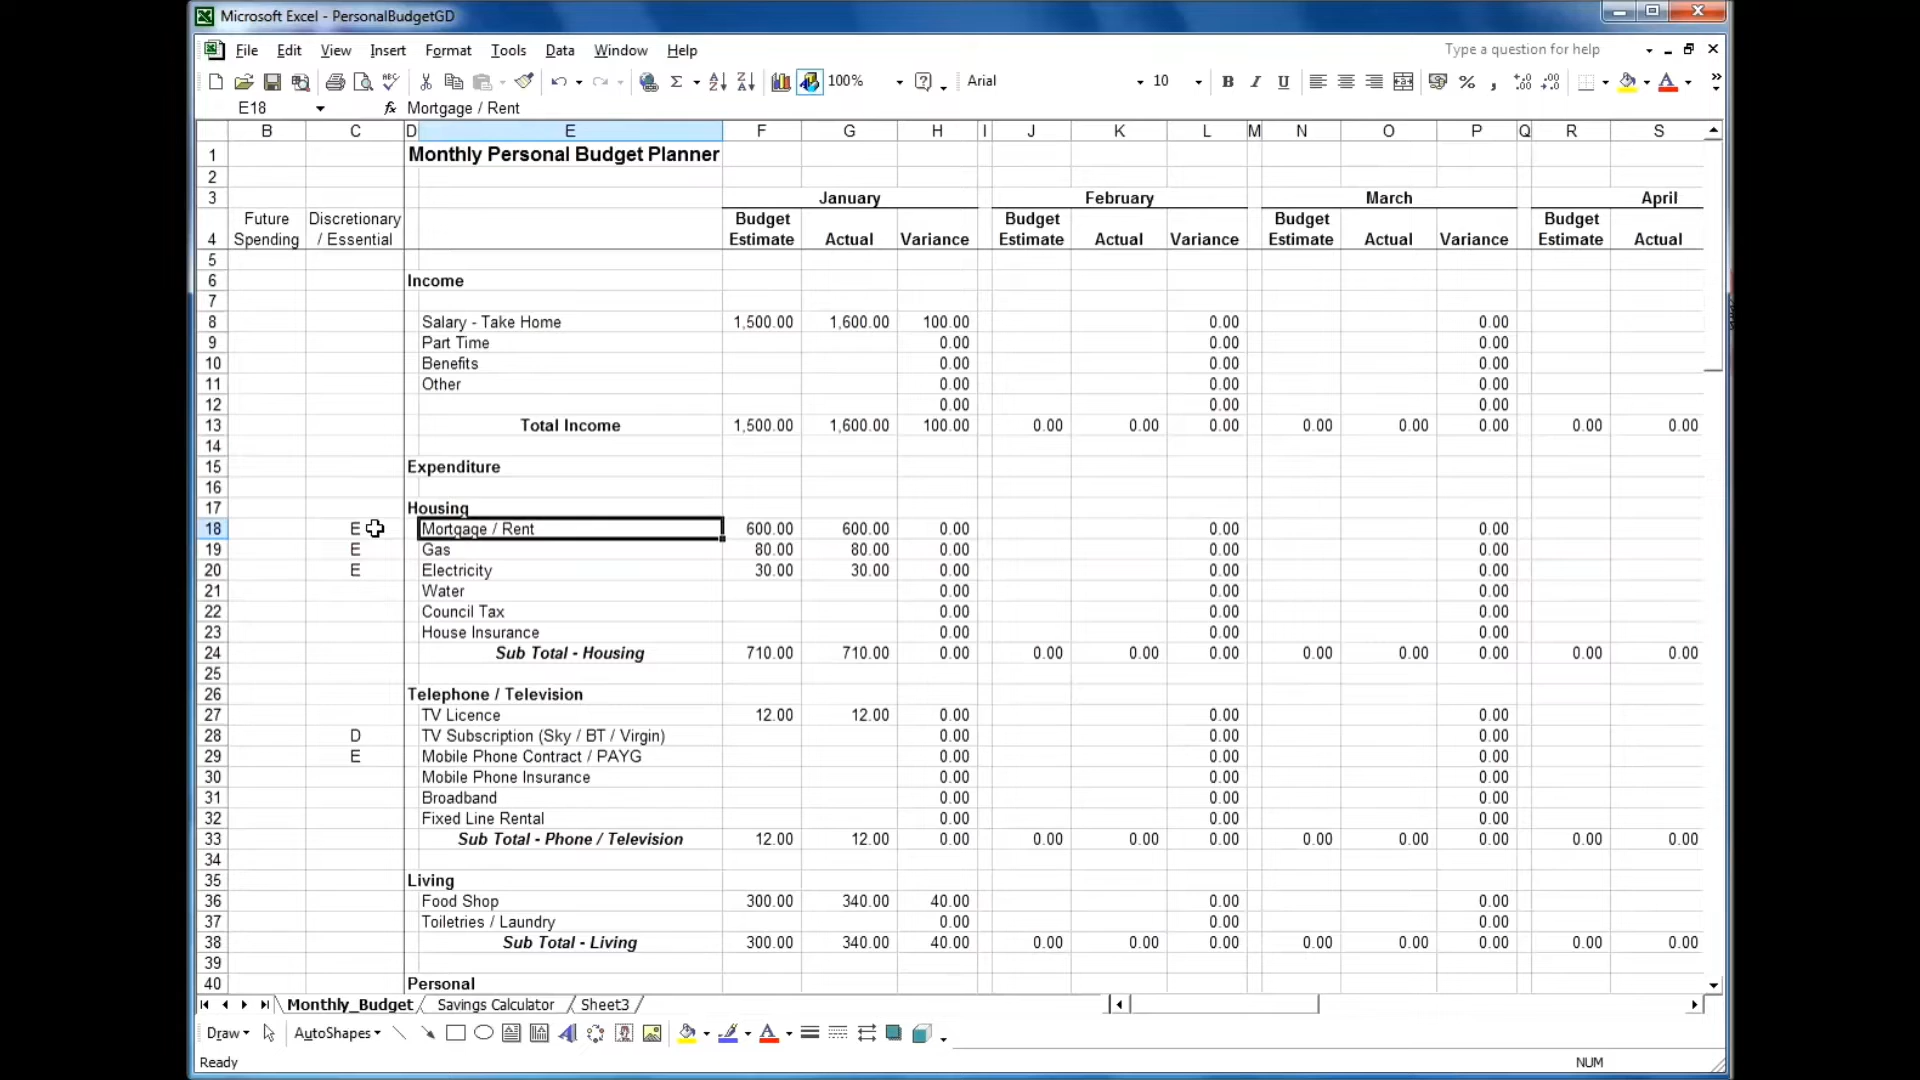 Microsoft Excel - PersonalBudgetGD
File Edit View Insert Format Tools Data Window Help Type a question for help
100% Arial 10 B I U % ,
E18 fx Mortgage / Rent
B C D E F G H I J K L M N O P Q R S
1 Monthly Personal Budget Planner
2
3 January February March April
Future Discretionary Budget Budget Budget Budget
4 Spending / Essential Estimate Actual Variance Estimate Actual Variance Estimate Actual Variance Estimate Actual
5
6 Income
7
8 Salary - Take Home 1,500.00 1,600.00 100.00 0.00 0.00
9 Part Time 0.00 0.00 0.00
10 Benefits 0.00 0.00 0.00
11 Other 0.00 0.00 0.00
12 0.00 0.00 0.00
13 Total Income 1,500.00 1,600.00 100.00 0.00 0.00 0.00 0.00 0.00 0.00 0.00 0.00
14
15 Expenditure
16
17 Housing
18 E Mortgage / Rent 600.00 600.00 0.00 0.00 0.00
19 E Gas 80.00 80.00 0.00 0.00 0.00
20 E Electricity 30.00 30.00 0.00 0.00 0.00
21 Water 0.00 0.00 0.00
22 Council Tax 0.00 0.00 0.00
23 House Insurance 0.00 0.00 0.00
24 Sub Total - Housing 710.00 710.00 0.00 0.00 0.00 0.00 0.00 0.00 0.00 0.00 0.00
25
26 Telephone / Television
27 TV Licence 12.00 12.00 0.00 0.00 0.00
28 D TV Subscription (Sky / BT / Virgin) 0.00 0.00 0.00
29 E Mobile Phone Contract / PAYG 0.00 0.00 0.00
30 Mobile Phone Insurance 0.00 0.00 0.00
31 Broadband 0.00 0.00 0.00
32 Fixed Line Rental 0.00 0.00 0.00
33 Sub Total - Phone / Television 12.00 12.00 0.00 0.00 0.00 0.00 0.00 0.00 0.00 0.00 0.00
34
35 Living
36 Food Shop 300.00 340.00 40.00 0.00 0.00
37 Toiletries / Laundry 0.00 0.00 0.00
38 Sub Total - Living 300.00 340.00 40.00 0.00 0.00 0.00 0.00 0.00 0.00 0.00 0.00
39
40 Personal
Monthly_Budget Savings Calculator Sheet3
Draw AutoShapes
Ready NUM